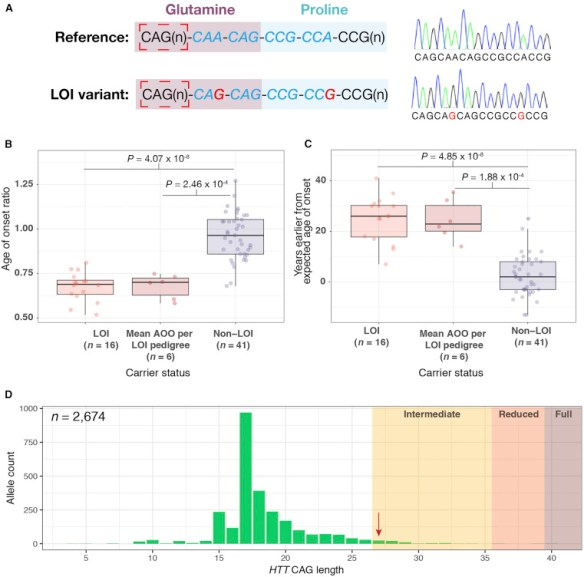 A
Glutamine Proline
Reference: CAG(n)-CAA-CAG-CCG-CCA-CCG(n)
CAGCAACAGCCGCCACCG
LOI variant: CAG(n)-CAG-CAG-CCG-CCG-CCG(n)
CAGCAGCAGCCGCCGCCG
B
P = 4.07 x 10-8
P = 2.46 x 10-4
Age of onset ratio
1.25
1.00
0.75
0.50
LOI
(n = 16)
Mean AOO per
LOI pedigree
(n = 6)
Non–LOI
(n = 41)
Carrier status
C
P = 4.85 x 10-8
P = 1.88 x 10-4
Years earlier from
expected age of onset
40
20
0
LOI
(n = 16)
Mean AOO per
LOI pedigree
(n = 6)
Non–LOI
(n = 41)
Carrier status
D
n = 2,674
Intermediate Reduced Full
Allele count
1000
750
500
250
0
5 10 15 20 25 30 35 40
HTT CAG length